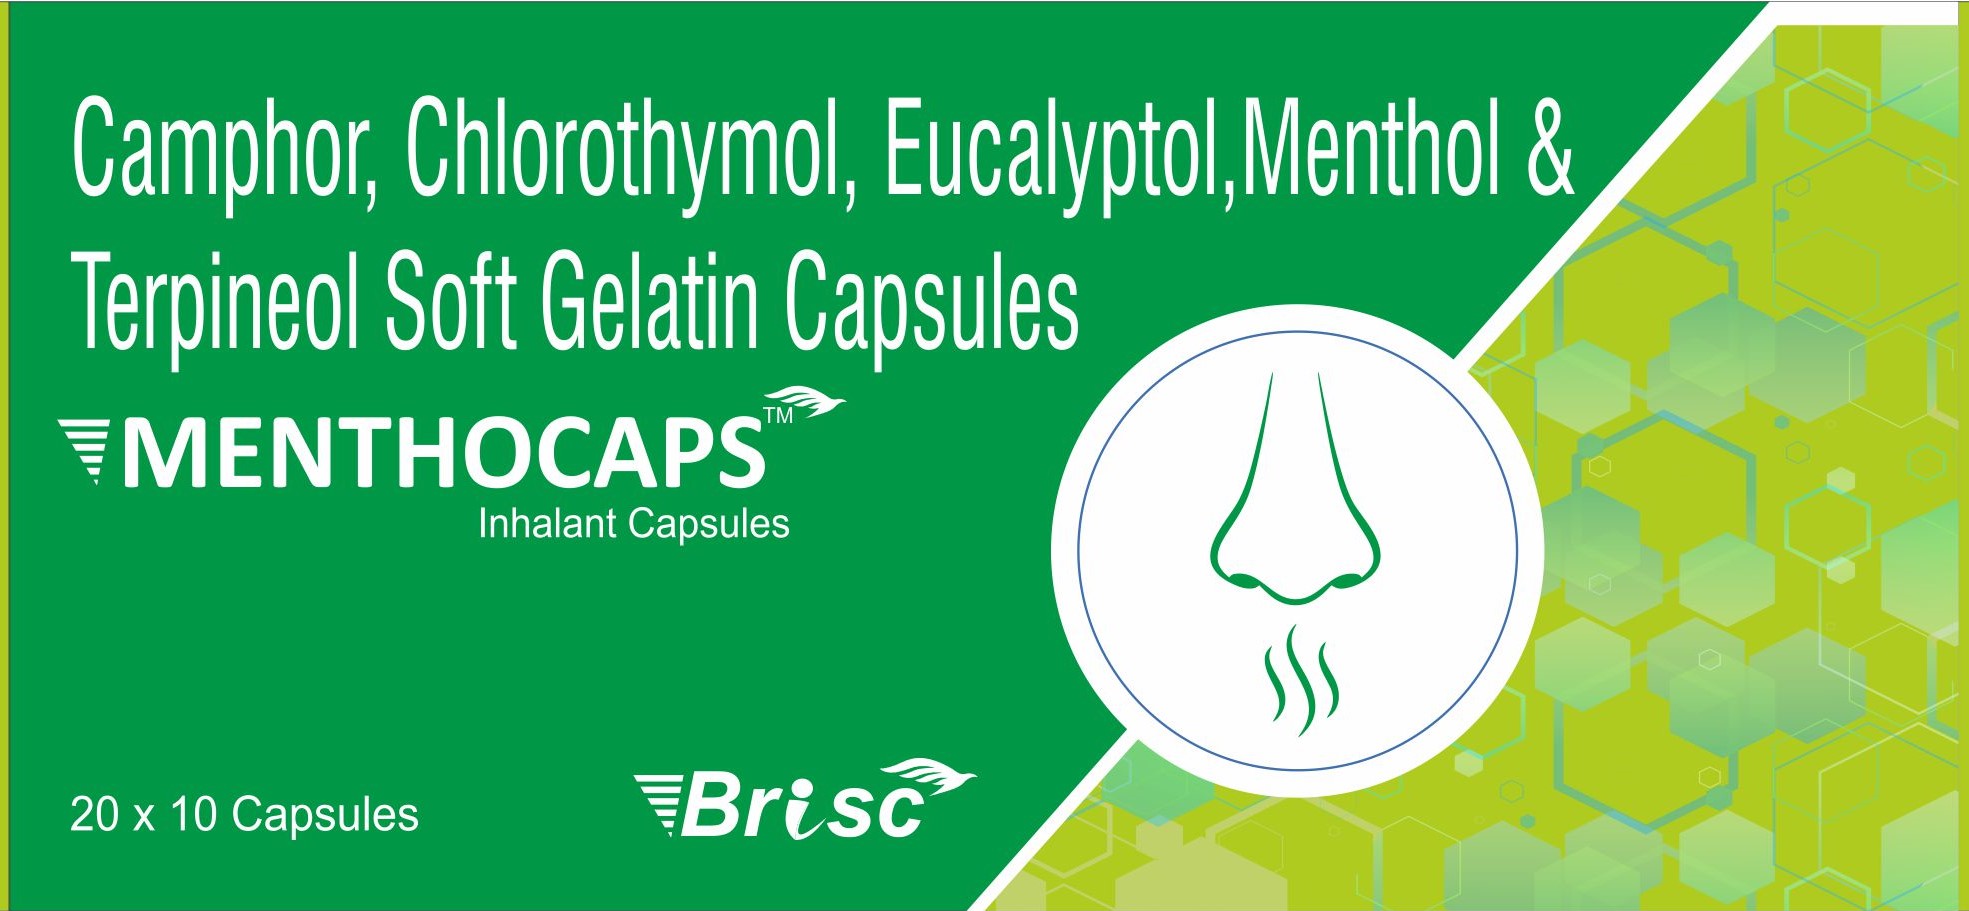 Camphor, Chlorothymol, Eucalyptol,Menthol &
Terpineol Soft Gelatin Capsules
MENTHOCAPS™
Inhalant Capsules
20 x 10 Capsules
Brisc